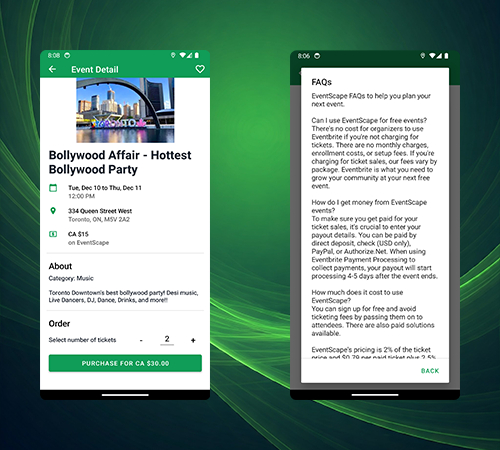 8:08
Event Detail
Bollywood Affair - Hottest
Bollywood Party
Tue, Dec 10 to Thu, Dec 11
12:00 PM
334 Queen Street West
Toronto, ON, M5V 2A2
CA $15
on EventScape
About
Category: Music
Toronto Downtown's best bollywood party! Desi music,
Live Dancers, DJ, Dance, Drinks, and more!!
Order
Select number of tickets - 2 +
PURCHASE FOR CA $30.00
8:06
FAQs
EventScape FAQs to help you plan your
next event.
Can I use EventScape for free events?
There's no cost for organizers to use
Eventbrite if you're not charging for
tickets. There are no monthly charges,
enrollment costs, or setup fees. If you're
charging for ticket sales, our fees vary by
package. Eventbrite is what you need to
grow your community at your next free
event.
How do I get money from EventScape
events?
To make sure you get paid for your
ticket sales, it's crucial to enter your
payout details. You can be paid by
direct deposit, check (USD only),
PayPal, or Authorize.Net. When using
Eventbrite Payment Processing to
collect payments, your payout will start
processing 4-5 days after the event ends.
How much does it cost to use
EventScape?
You can sign up for free and avoid
ticketing fees by passing them on to
attendees. There are also paid solutions
available.
EventScape's pricing is 2% of the ticket
price and $0.79 per paid ticket plus 2.5%
BACK